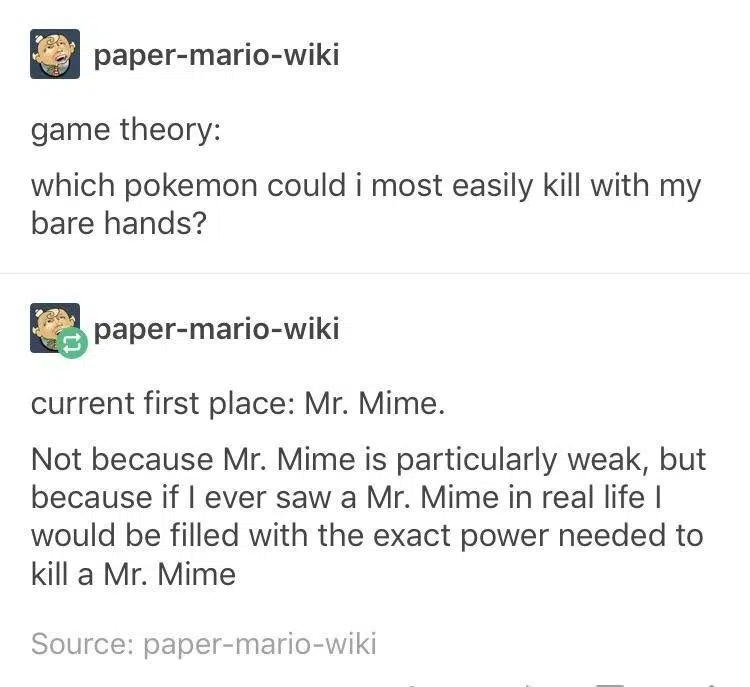 paper-mario-wiki
game theory:
which pokemon could i most easily kill with my
bare hands?
paper-mario-wiki
current first place: Mr. Mime.
Not because Mr. Mime is particularly weak, but
because if I ever saw a Mr. Mime in real life I
would be filled with the exact power needed to
kill a Mr. Mime
Source: paper-mario-wiki